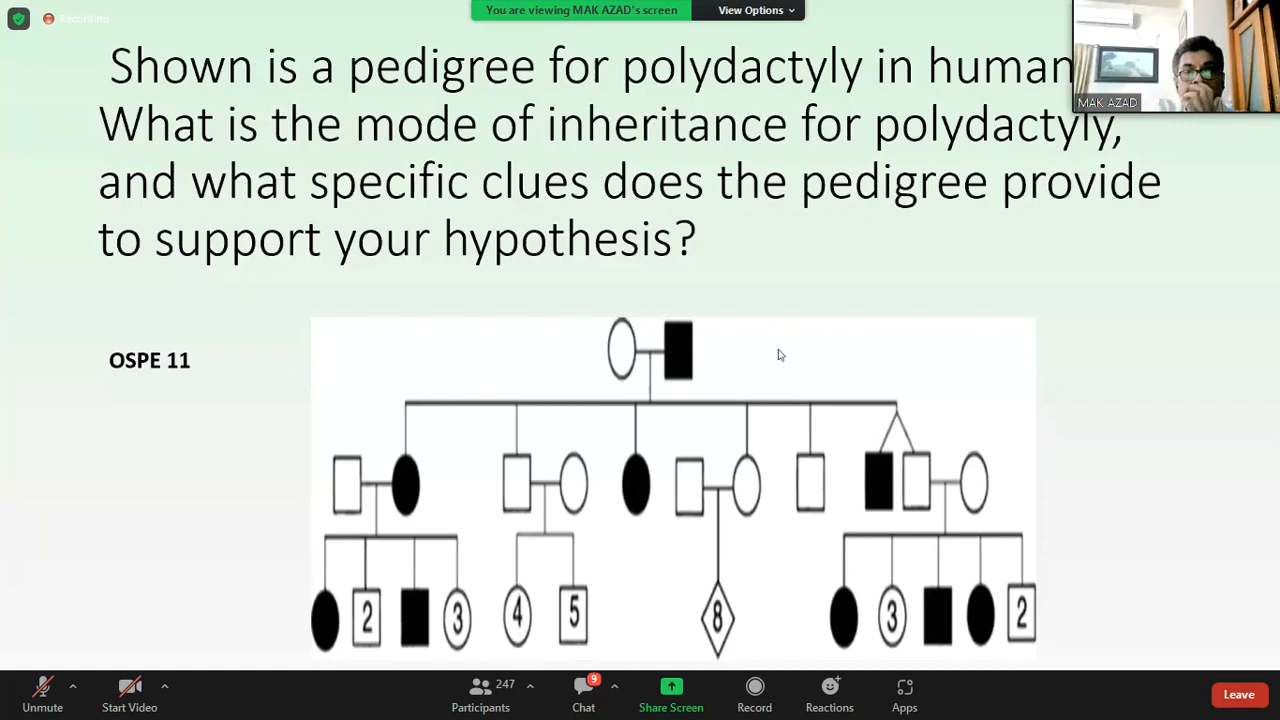 Recording
You are viewing MAK AZAD's screen
View Options
Shown is a pedigree for polydactyly in human
What is the mode of inheritance for polydactyly,
and what specific clues does the pedigree provide
to support your hypothesis?
MAK AZAD
OSPE 11
2
3
4
5
8
3
2
Unmute
Start Video
247
Participants
9
Chat
Share Screen
Record
Reactions
Apps
Leave